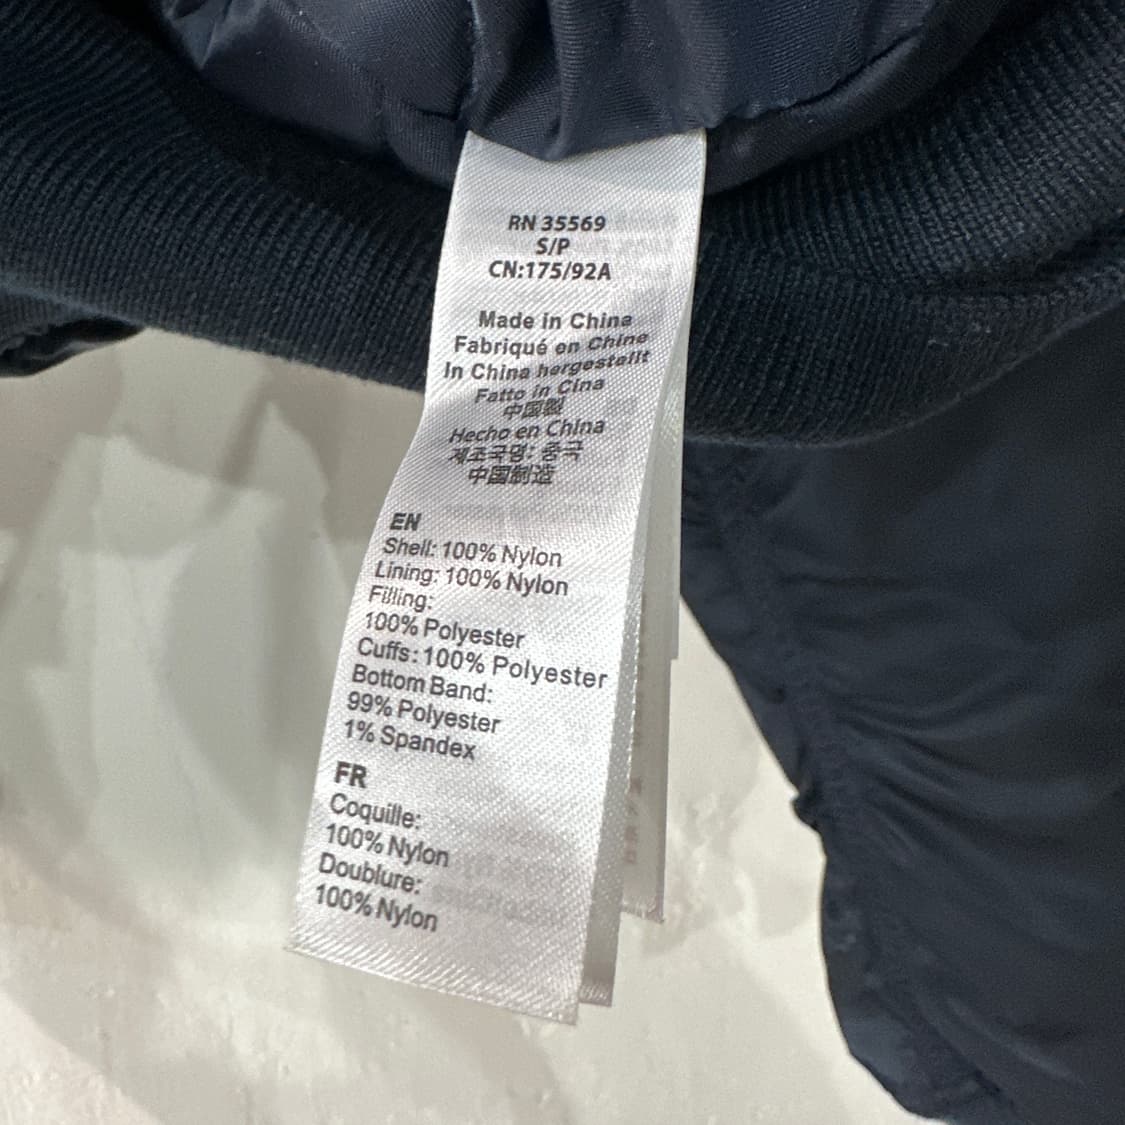 RN 35569
S/P
CN:175/92A
Made in China
Fabriqué en Chine
In China hergestellt
Fatto in Cina
中国製
Hecho en China
제조국명: 중국
中国制造
EN
Shell: 100% Nylon
Lining: 100% Nylon
Filling:
100% Polyester
Cuffs: 100% Polyester
Bottom Band:
99% Polyester
1% Spandex
FR
Coquille:
100% Nylon
Doublure:
100% Nylon